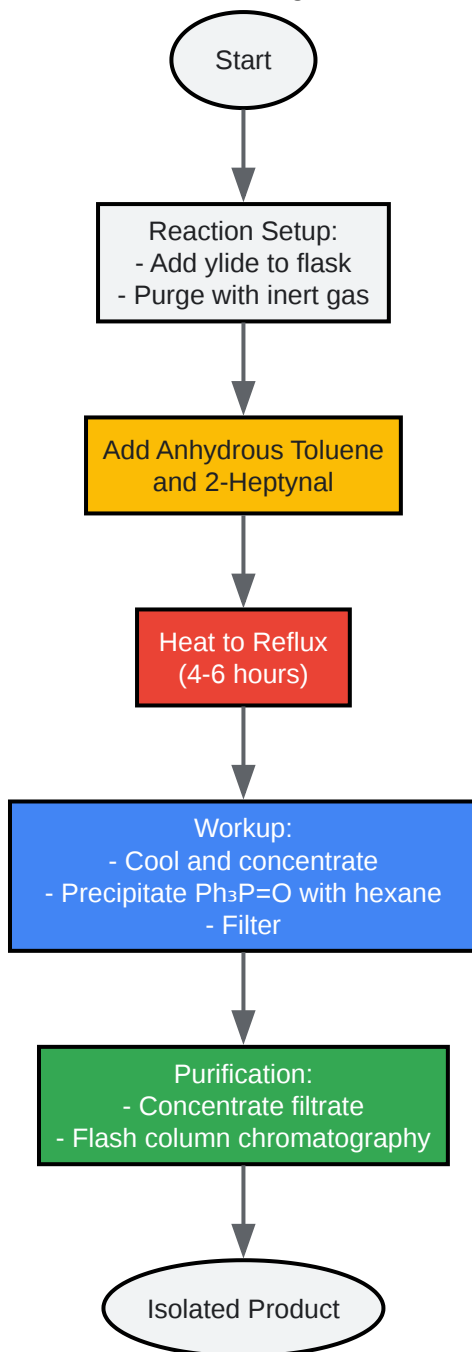 Start
Reaction Setup:
- Add ylide to flask
- Purge with inert gas
Add Anhydrous Toluene
and 2-Heptynal
Heat to Reflux
(4-6 hours)
Workup:
- Cool and concentrate
- Precipitate Ph₃P=O with hexane
- Filter
Purification:
- Concentrate filtrate
- Flash column chromatography
Isolated Product